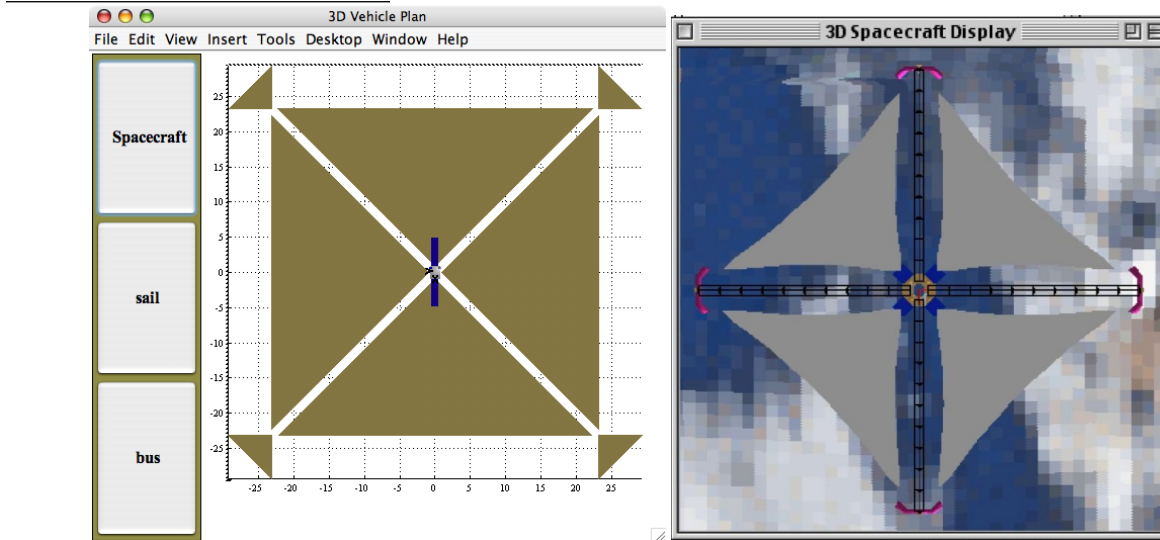 3D Vehicle Plan
File Edit View Insert Tools Desktop Window Help
Spacecraft
sail
bus
25
20
15
10
5
0
-5
-10
-15
-20
-25
-25 -20 -15 -10 -5 0 5 10 15 20 25
3D Spacecraft Display